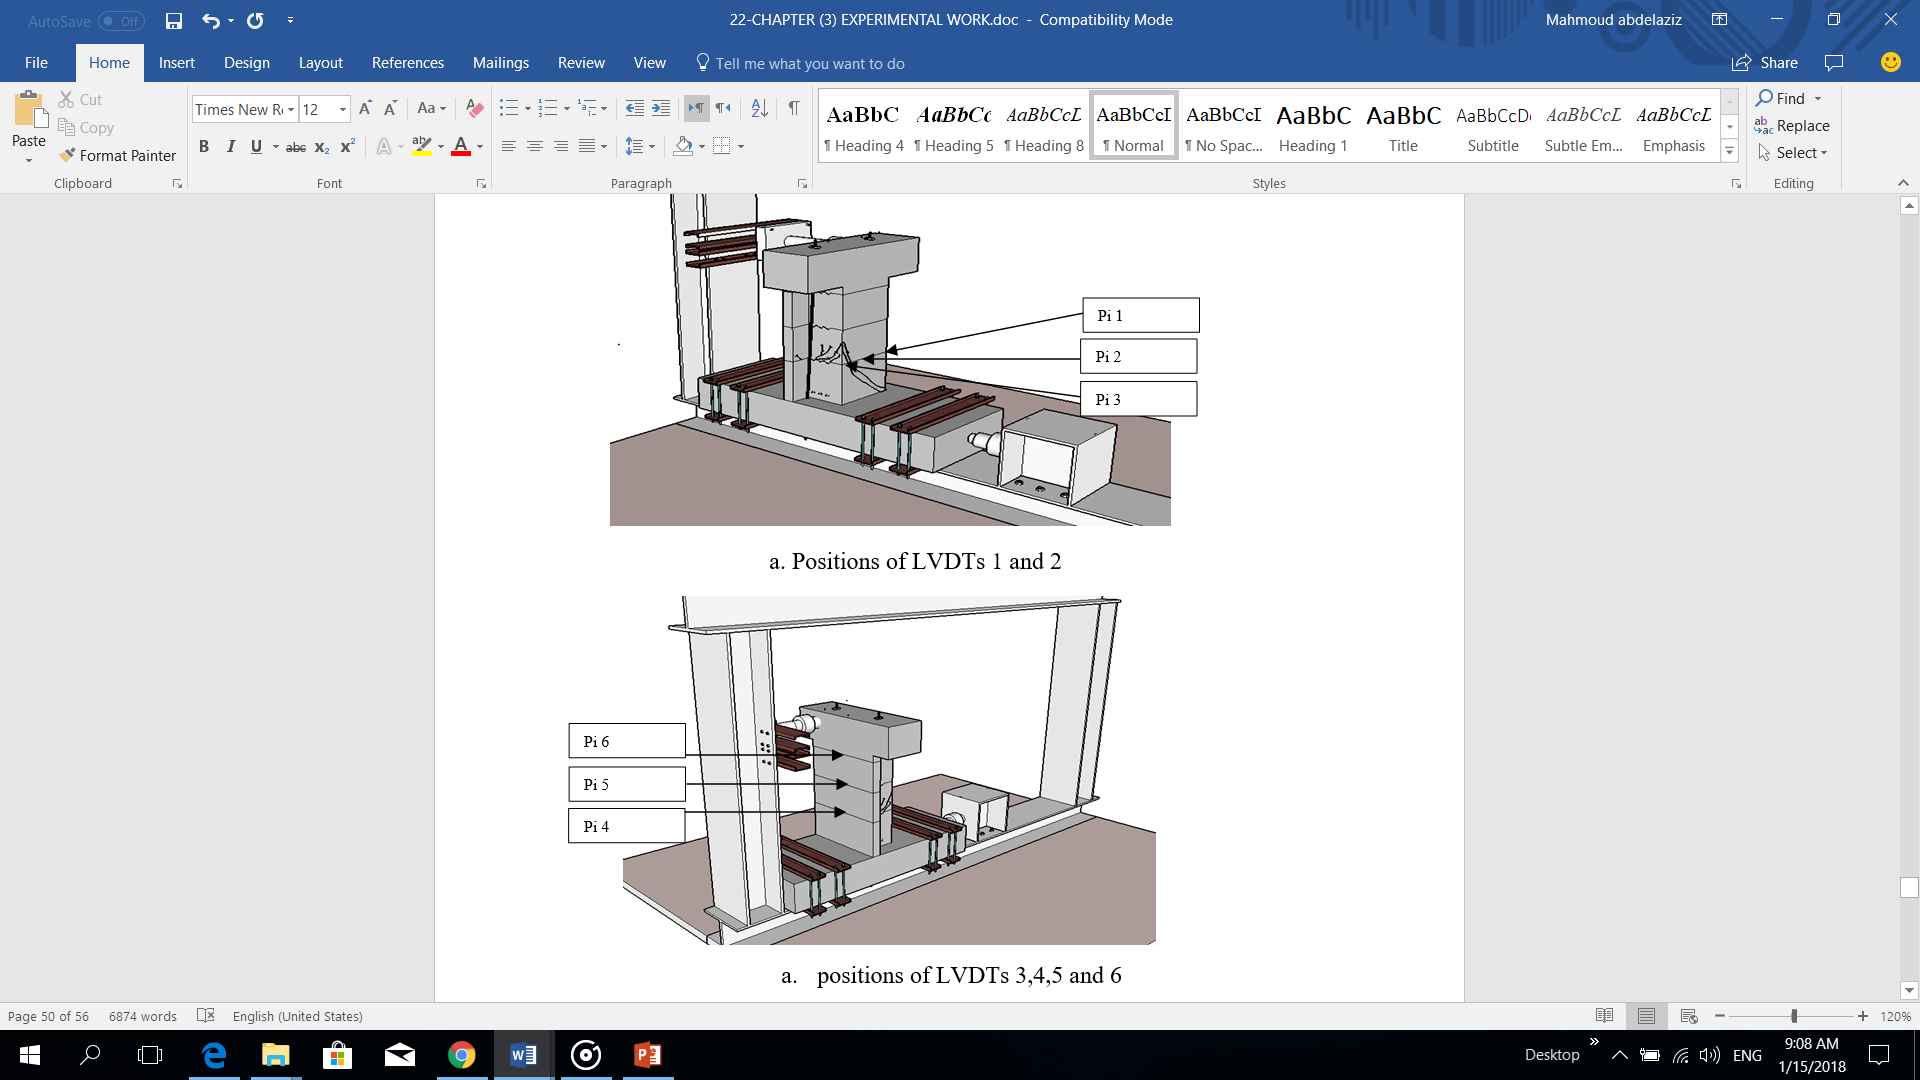 AutoSave Off
22-CHAPTER (3) EXPERIMENTAL WORK.doc - Compatibility Mode
Mahmoud abdelaziz
File Home Insert Design Layout References Mailings Review View Tell me what you want to do
Share
Paste
Cut
Copy
Format Painter
Clipboard
Times New R 12
Font
Paragraph
AaBbC AaBbCc AaBbCcL AaBbCcI AaBbCcI AaBbC AaBbC AaBbCcD AaBbCcL AaBbCcL
¶ Heading 4 ¶ Heading 5 ¶ Heading 8 ¶ Normal ¶ No Spac... Heading 1 Title Subtitle Subtle Em... Emphasis
Styles
Find
Replace
Select
Editing
Pi 1
Pi 2
Pi 3
a. Positions of LVDTs 1 and 2
Pi 6
Pi 5
Pi 4
a. positions of LVDTs 3,4,5 and 6
Page 50 of 56 6874 words English (United States)
120%
Desktop
ENG
9:08 AM
1/15/2018